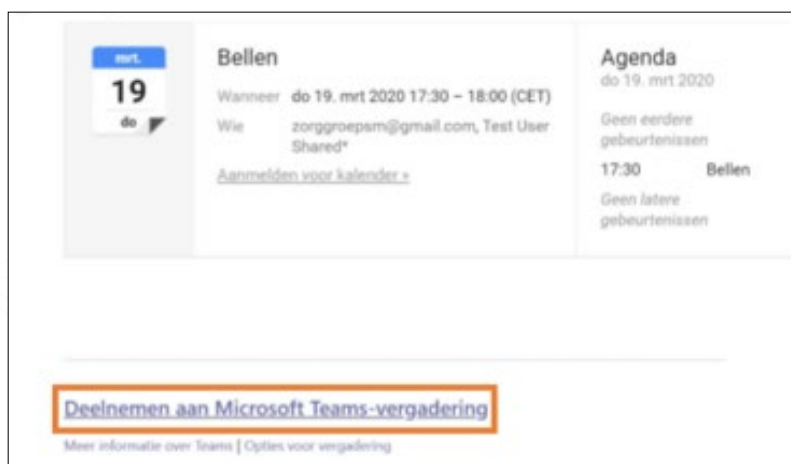 mrt.
19
do
Bellen
Wanneer do 19. mrt 2020 17:30 – 18:00 (CET)
Wie zorggroepsm@gmail.com, Test User
Shared*
Aanmelden voor kalender »
Agenda
do 19. mrt 2020
Geen eerdere
gebeurtenissen
17:30 Bellen
Geen latere
gebeurtenissen
Deelnemen aan Microsoft Teams-vergadering
Meer informatie over Teams | Opties voor vergadering